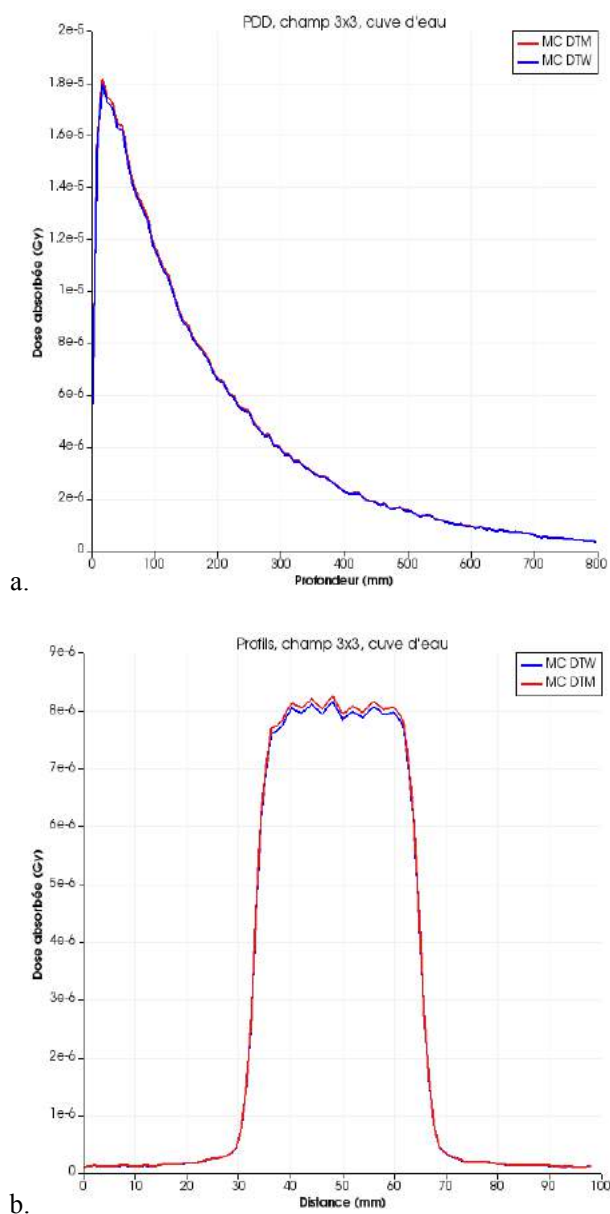 PDD, champ 3x3, cuve d'eau
MC DTM
MC DTW
2e-5
1.8e-5
1.6e-5
1.4e-5
1.2e-5
1e-5
8e-6
6e-6
4e-6
2e-6
0
Dose absorbée (Gy)
0 100 200 300 400 500 600 700 800
Profondeur (mm)
a.
Profils, champ 3x3, cuve d'eau
MC DTW
MC DTM
9e-6
8e-6
7e-6
6e-6
5e-6
4e-6
3e-6
2e-6
1e-6
0
Dose absorbée (Gy)
0 10 20 30 40 50 60 70 80 90 100
Distance (mm)
b.